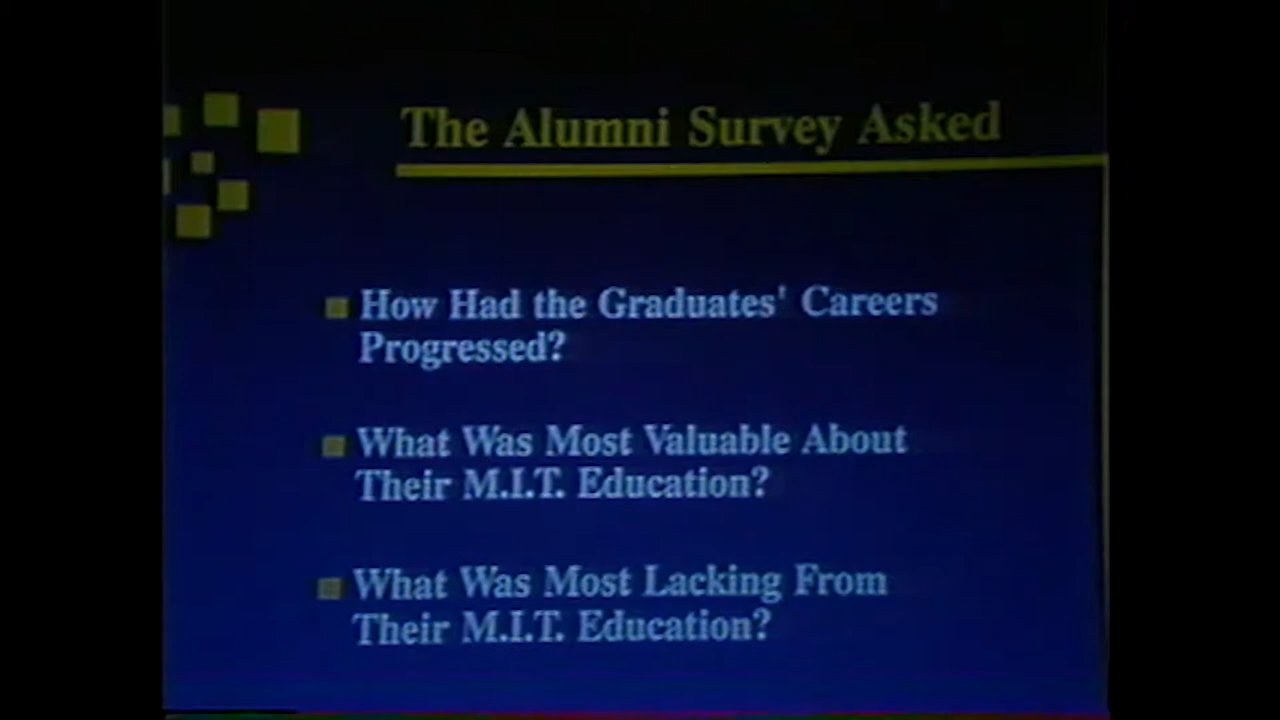 The Alumni Survey Asked
How Had the Graduates' Careers
Progressed?
What Was Most Valuable About
Their M.I.T. Education?
What Was Most Lacking From
Their M.I.T. Education?